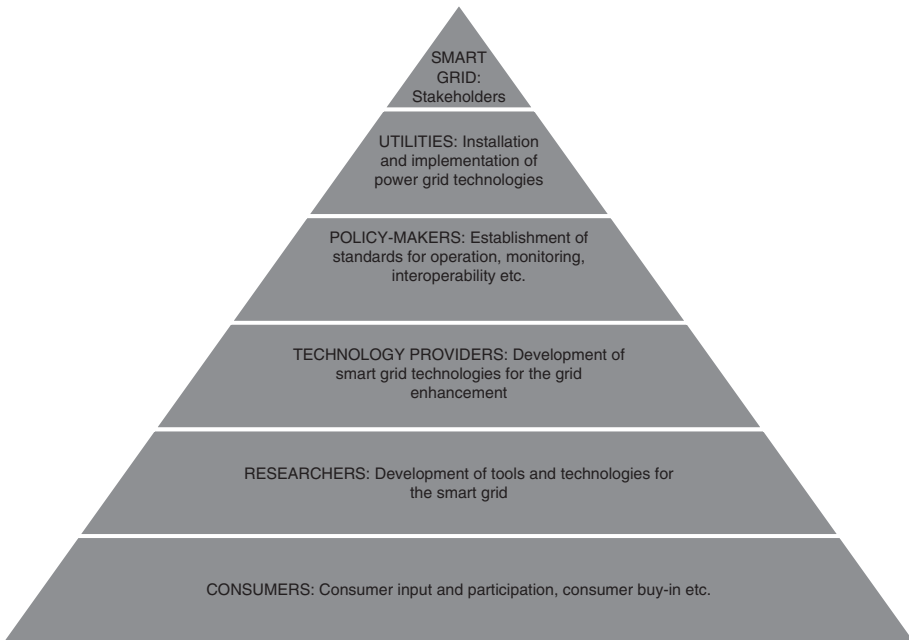 SMART
GRID:
Stakeholders
UTILITIES: Installation
and implementation of
power grid technologies
POLICY-MAKERS: Establishment of
standards for operation, monitoring,
interoperability etc.
TECHNOLOGY PROVIDERS: Development of
smart grid technologies for the grid
enhancement
RESEARCHERS: Development of tools and technologies for
the smart grid
CONSUMERS: Consumer input and participation, consumer buy-in etc.